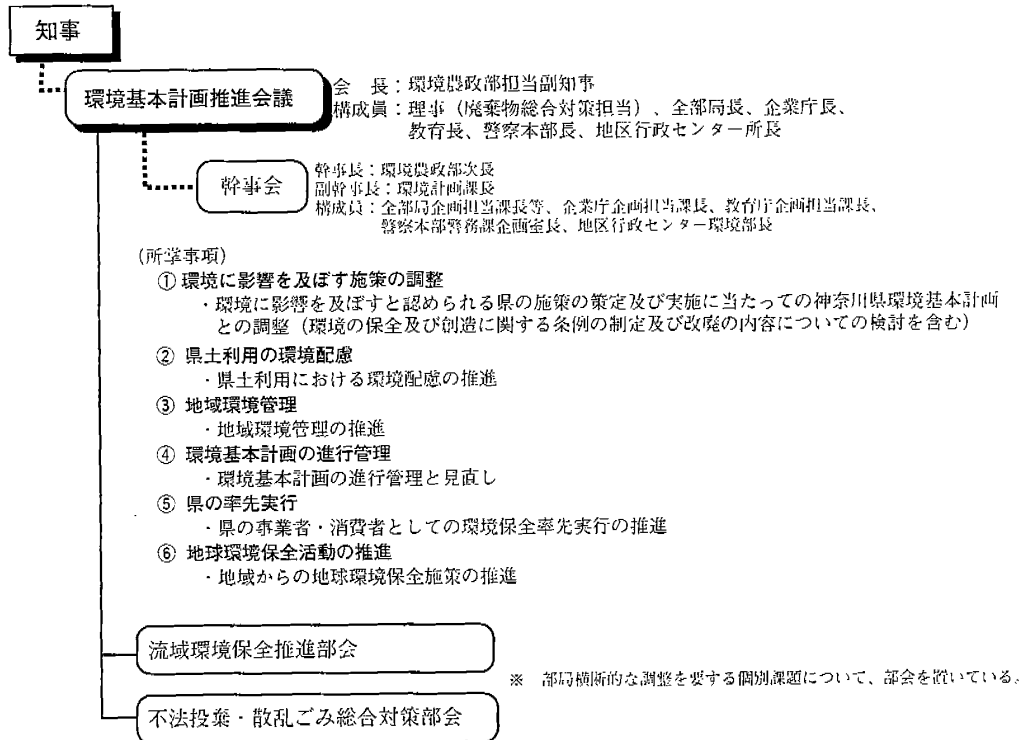 知事
環境基本計画推進会議
会　長：環境農政部担当副知事
構成員：理事（廃棄物総合対策担当）、全部局長、企業庁長、
教育長、警察本部長、地区行政センター所長
幹事会
幹事長：環境農政部次長
副幹事長：環境計画課長
構成員：全部局企画担当課長等、企業庁企画担当課長、教育庁企画担当課長、
警察本部警務課企画室長、地区行政センター環境部長
（所掌事項）
① 環境に影響を及ぼす施策の調整
・環境に影響を及ぼすと認められる県の施策の策定及び実施に当たっての神奈川県環境基本計画
との調整（環境の保全及び創造に関する条例の制定及び改廃の内容についての検討を含む）
② 県土利用の環境配慮
・県土利用における環境配慮の推進
③ 地域環境管理
・地域環境管理の推進
④ 環境基本計画の進行管理
・環境基本計画の進行管理と見直し
⑤ 県の率先実行
・県の事業者・消費者としての環境保全率先実行の推進
⑥ 地球環境保全活動の推進
・地域からの地球環境保全施策の推進
流域環境保全推進部会
※　部局横断的な調整を要する個別課題について、部会を置いている。
不法投棄・散乱ごみ総合対策部会